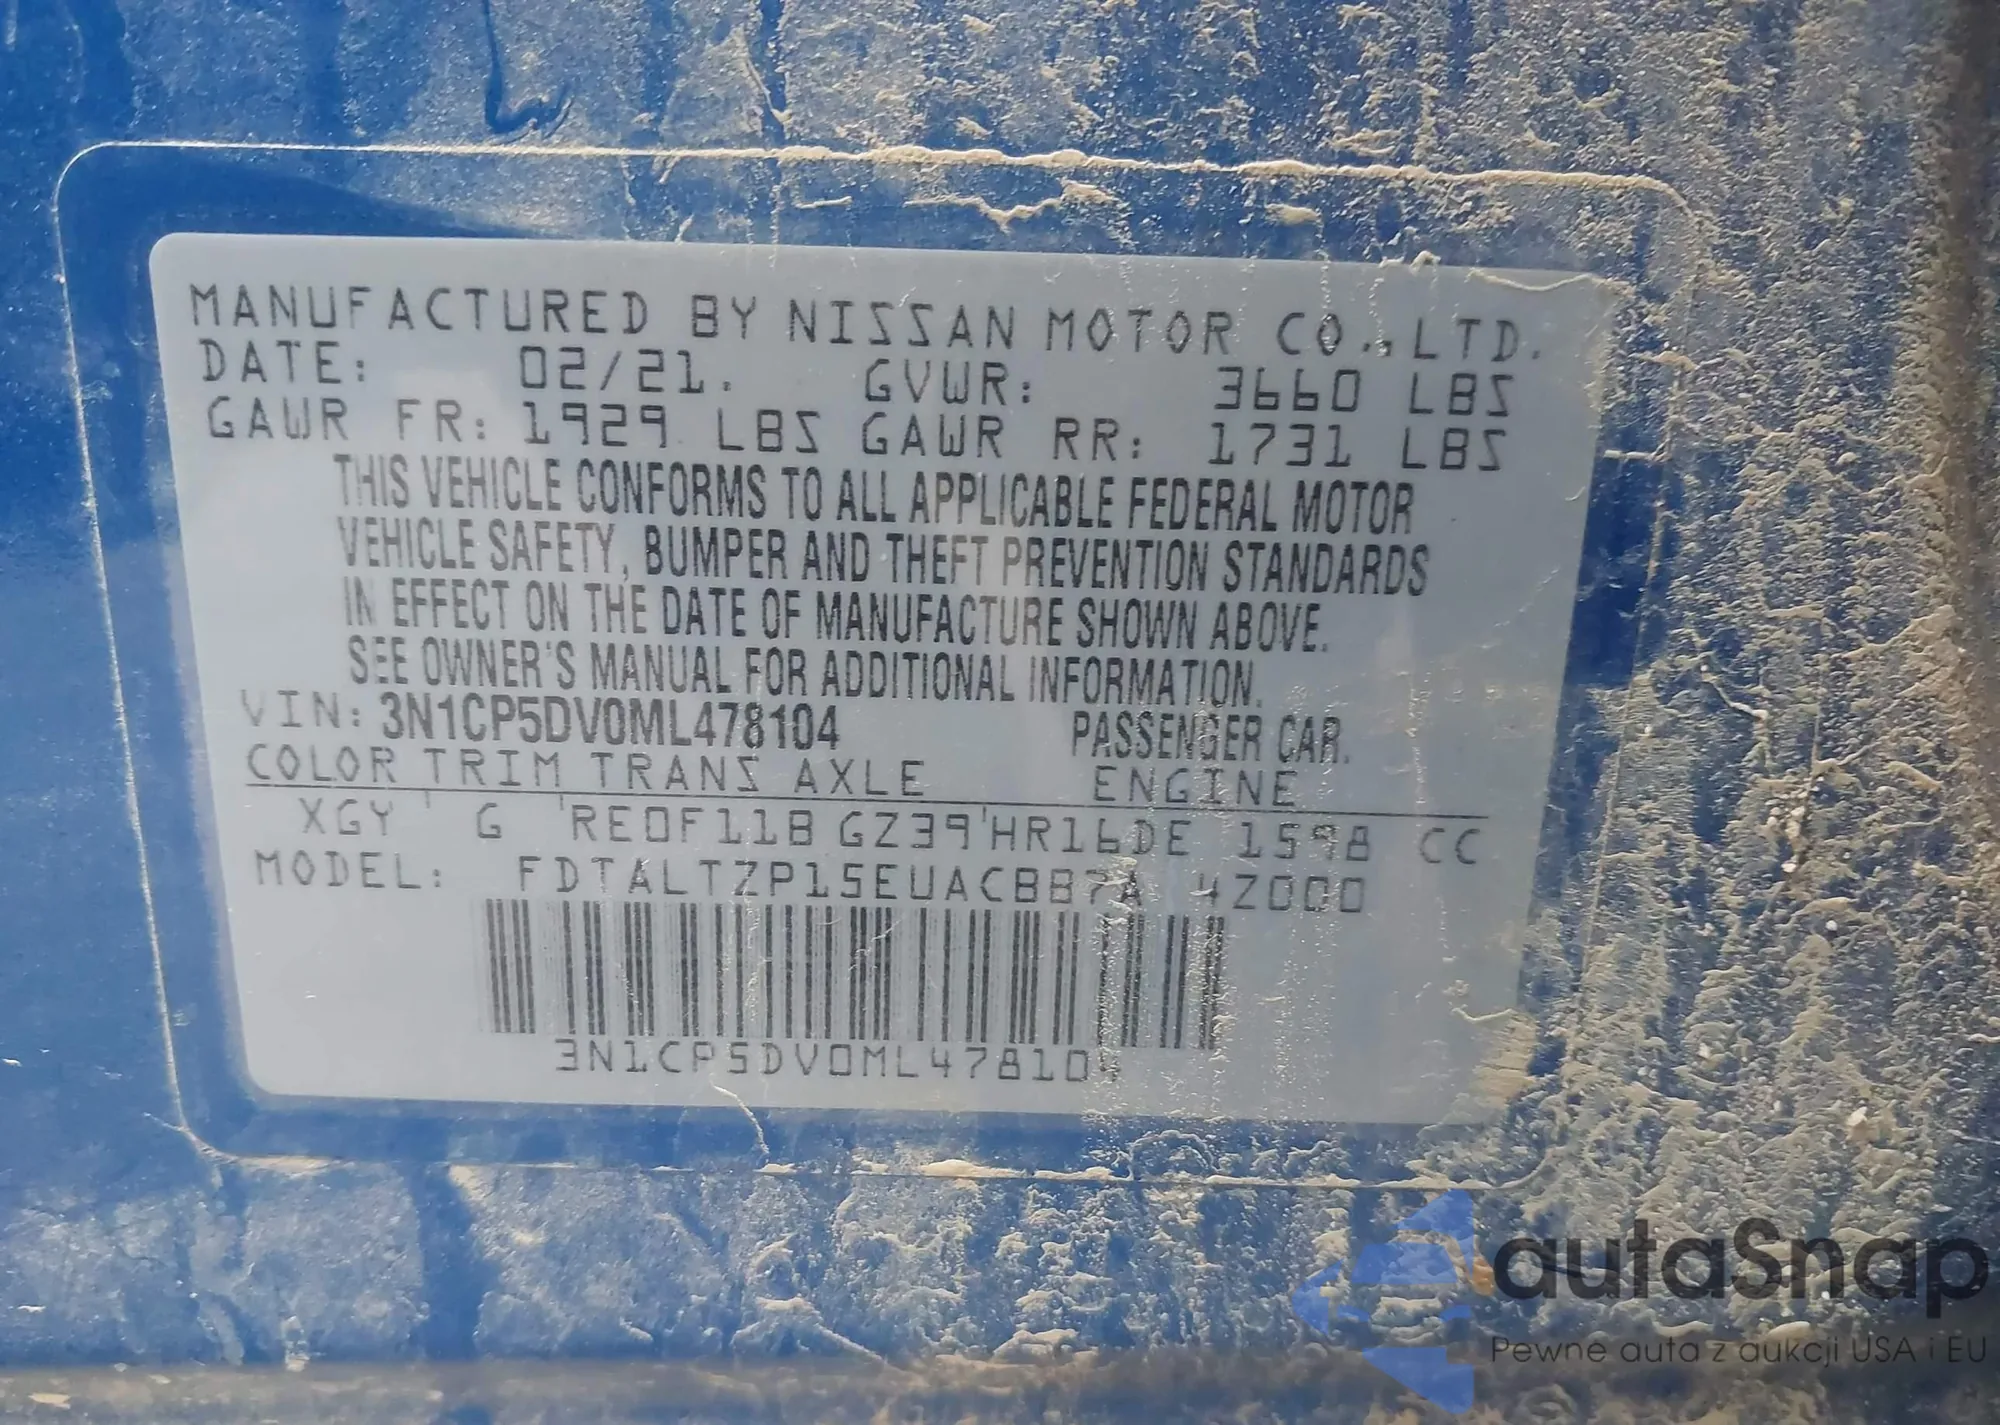 MANUFACTURED BY NISSAN MOTOR CO.,LTD.
DATE: 02/21. GVWR: 3660 LBS
GAWR FR: 1929 LBS GAWR RR: 1731 LBS
THIS VEHICLE CONFORMS TO ALL APPLICABLE FEDERAL MOTOR
VEHICLE SAFETY, BUMPER AND THEFT PREVENTION STANDARDS
IN EFFECT ON THE DATE OF MANUFACTURE SHOWN ABOVE.
SEE OWNER'S MANUAL FOR ADDITIONAL INFORMATION.
VIN: 3N1CP5DV0ML478104 PASSENGER CAR.
COLOR TRIM TRANS AXLE ENGINE
XGY G RE0F11B GZ39 HR16DE 1598 CC
MODEL: FDTALTZP15EUACBB7A 4Z000
3N1CP5DV0ML478104
autaSnap
Pewne auta z aukcji USA i EU